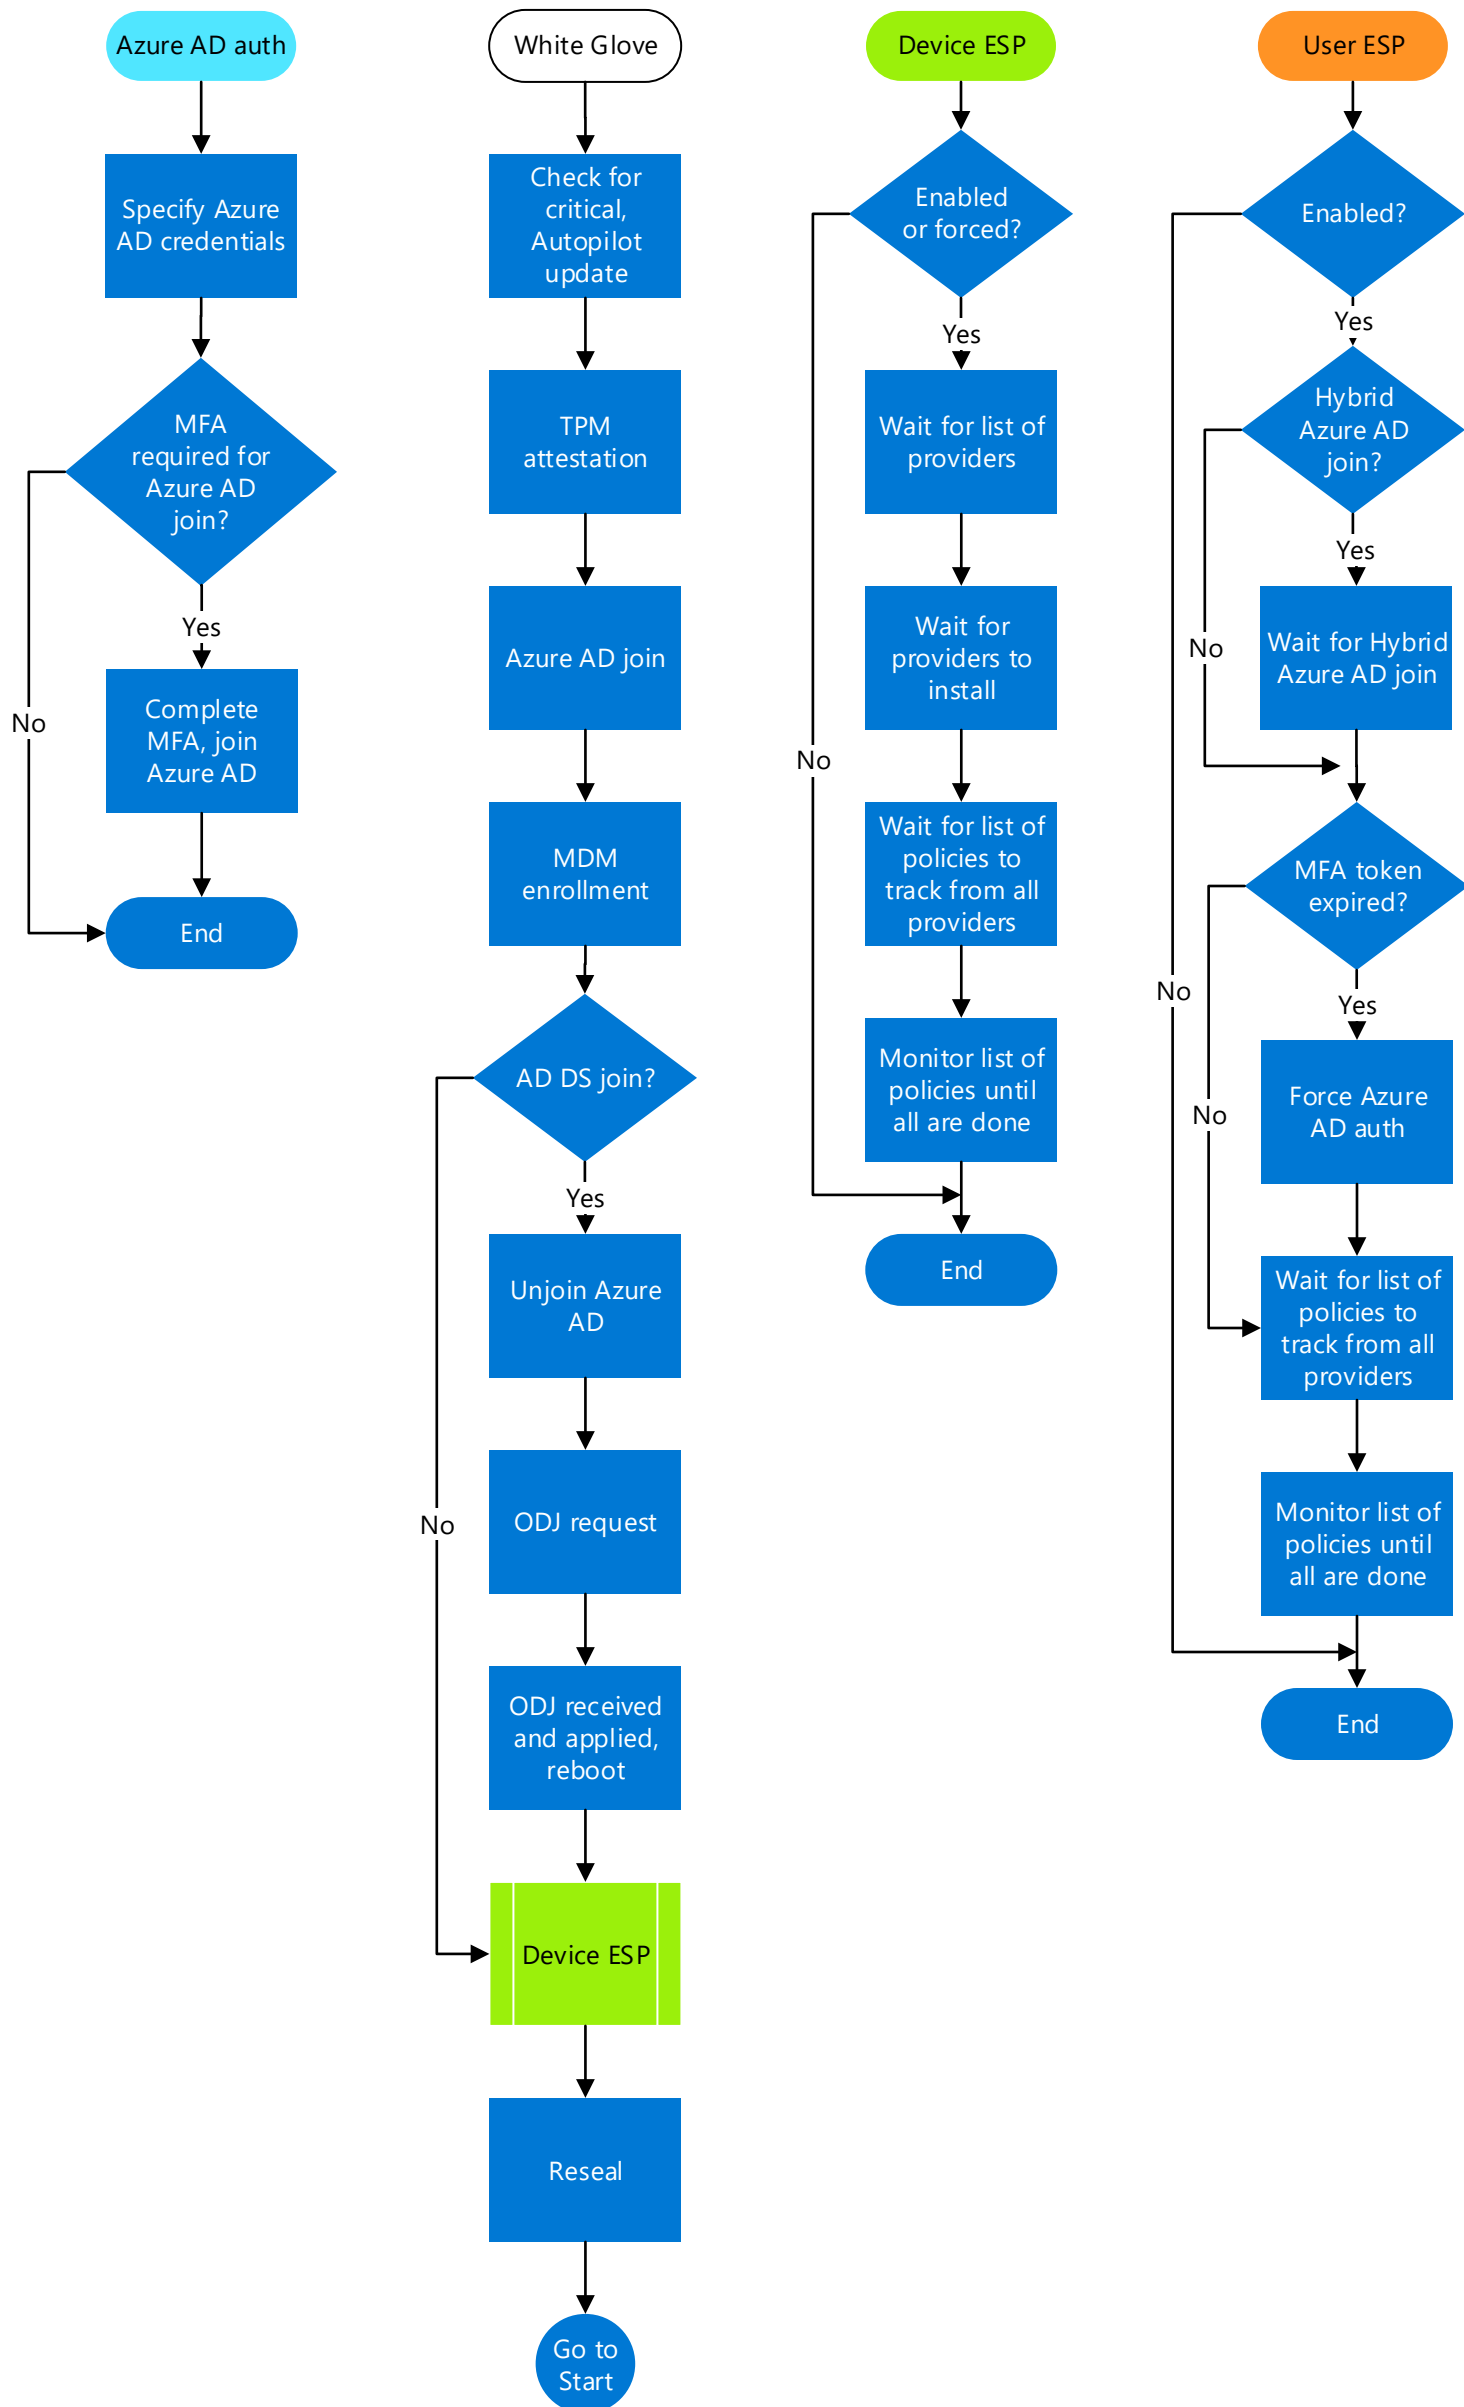 Azure AD auth
Specify Azure
AD credentials
MFA
required for
Azure AD
join?
Yes
No
Complete
MFA, join
Azure AD
End
White Glove
Check for
critical,
Autopilot
update
TPM
attestation
Azure AD join
MDM
enrollment
AD DS join?
Yes
Unjoin Azure
AD
No
ODJ request
ODJ received
and applied,
reboot
Device ESP
Reseal
Go to
Start
Device ESP
Enabled
or forced?
Yes
Wait for list of
providers
Wait for
providers to
install
No
Wait for list of
policies to
track from all
providers
Monitor list of
policies until
all are done
End
User ESP
Enabled?
Yes
Hybrid
Azure AD
join?
Yes
No
Wait for Hybrid
Azure AD join
MFA token
expired?
No
Yes
Force Azure
AD auth
No
Wait for list of
policies to
track from all
providers
Monitor list of
policies until
all are done
End